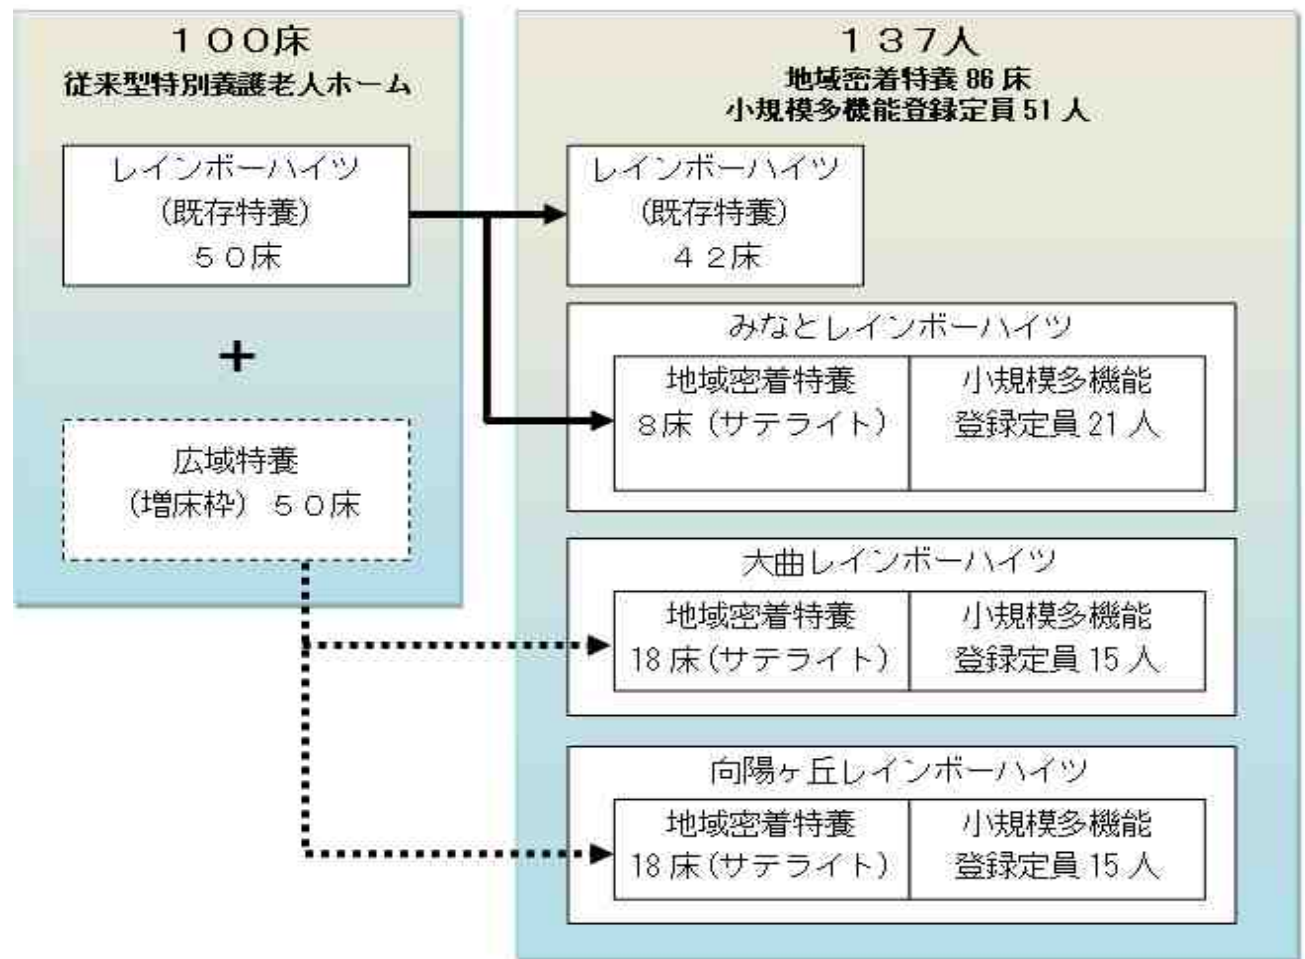 １００床
従来型特別養護老人ホーム
レインボーハイツ
(既存特養)
５０床
＋
広域特養
(増床枠) ５０床
１３７人
地域密着特養 86 床
小規模多機能登録定員 51 人
レインボーハイツ
(既存特養)
４２床
みなとレインボーハイツ
地域密着特養
8床 (サテライト)
小規模多機能
登録定員 21 人
大曲レインボーハイツ
地域密着特養
18 床(サテライト)
小規模多機能
登録定員 15 人
向陽ヶ丘レインボーハイツ
地域密着特養
18 床(サテライト)
小規模多機能
登録定員 15 人